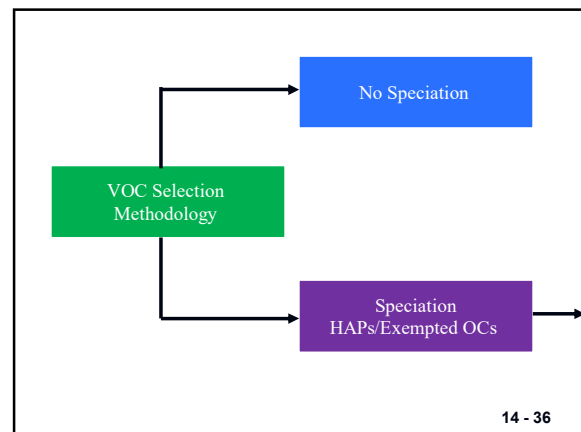 No Speciation
VOC Selection
Methodology
Speciation
HAPs/Exempted OCs
14 - 36